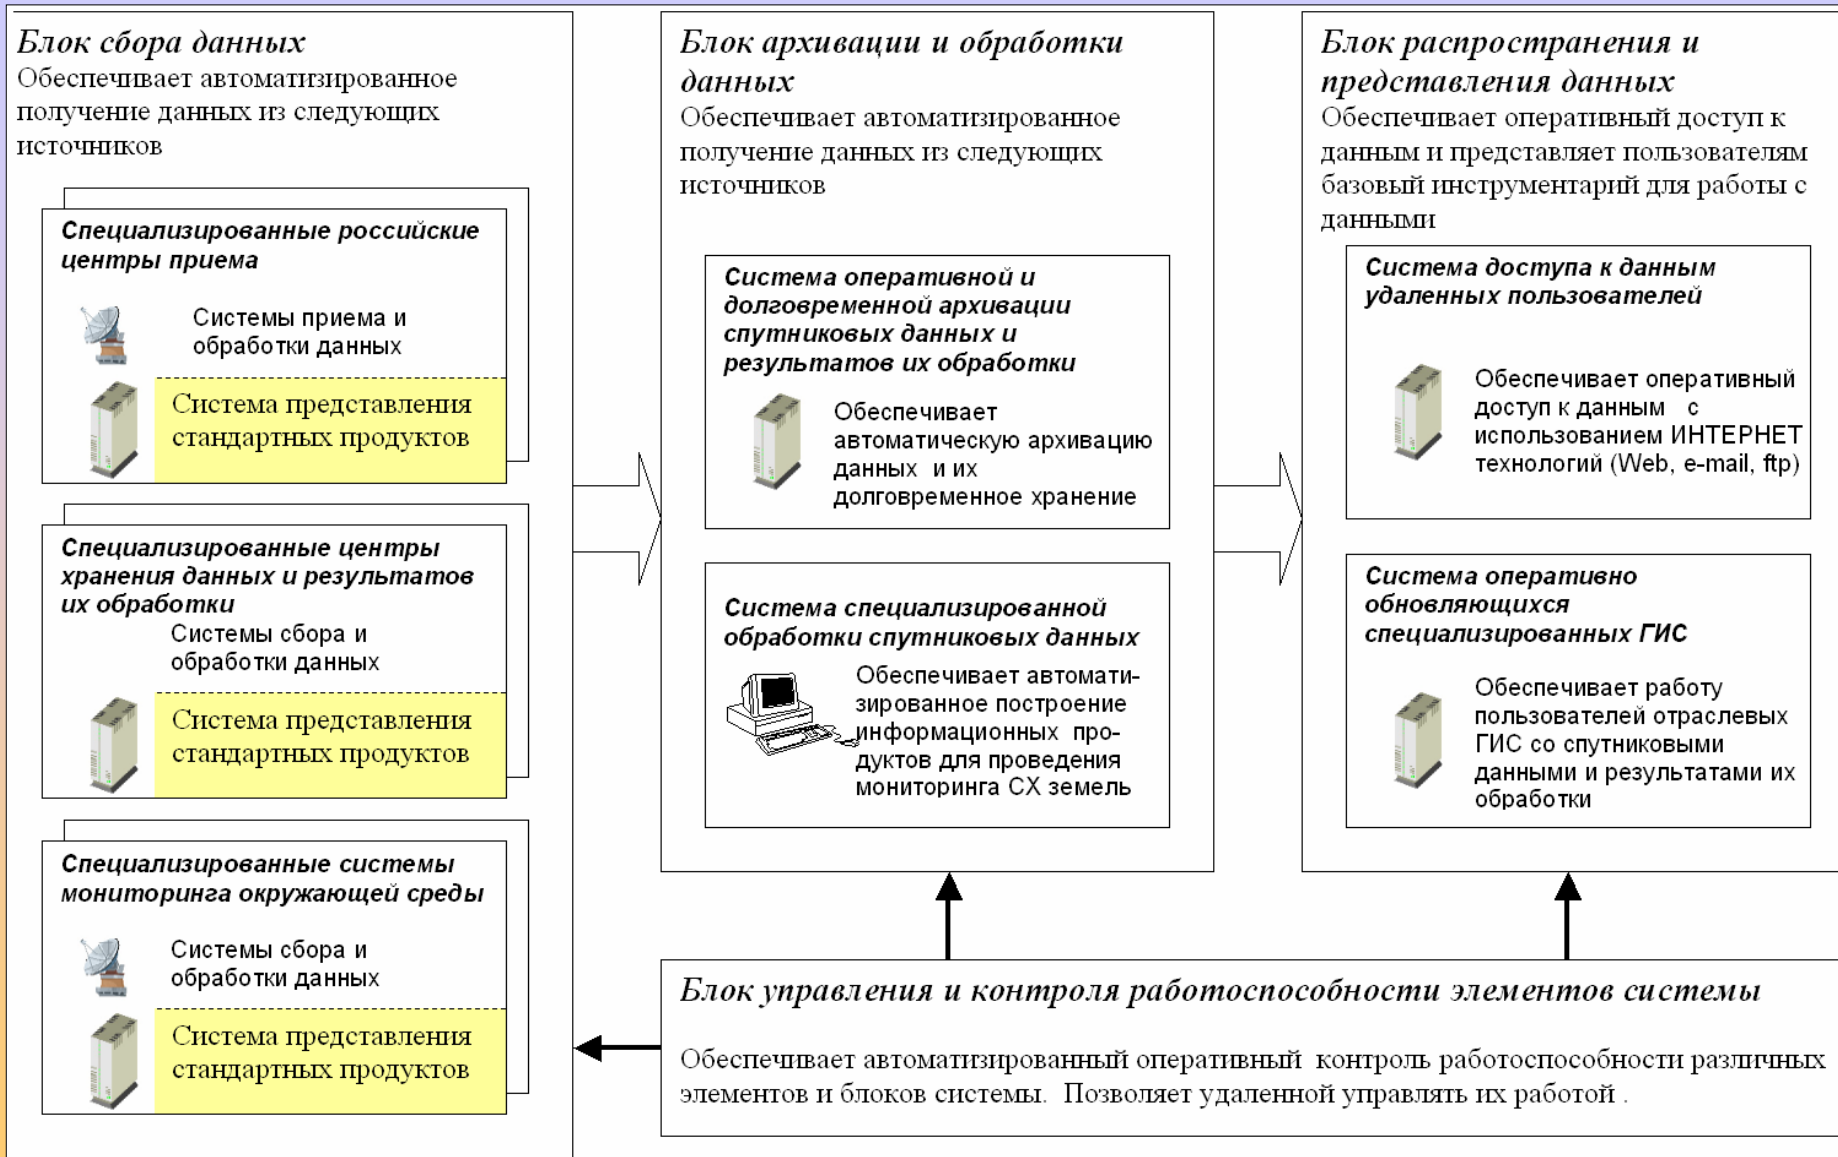 Блок сбора данных
Обеспечивает автоматизированное
получение данных из следующих
источников
Специализированные российские
центры приема
Системы приема и
обработки данных
Система представления
стандартных продуктов
Специализированные центры
хранения данных и результатов
их обработки
Системы сбора и
обработки данных
Система представления
стандартных продуктов
Специализированные системы
мониторинга окружающей среды
Системы сбора и
обработки данных
Система представления
стандартных продуктов
Блок архивации и обработки
данных
Обеспечивает автоматизированное
получение данных из следующих
источников
Система оперативной и
долговременной архивации
спутниковых данных и
результатов их обработки
Обеспечивает
автоматическую архивацию
данных и их
долговременное хранение
Система специализированной
обработки спутниковых данных
Обеспечивает автомати-
зированное построение
информационных про-
дуктов для проведения
мониторинга СХ земель
Блок распространения и
представления данных
Обеспечивает оперативный доступ к
данным и представляет пользователям
базовый инструментарий для работы с
данными
Система доступа к данным
удаленных пользователей
Обеспечивает оперативный
доступ к данным с
использованием ИНТЕРНЕТ
технологий (Web, e-mail, ftp)
Система оперативно
обновляющихся
специализированных ГИС
Обеспечивает работу
пользователей отраслевых
ГИС со спутниковыми
данными и результатами их
обработки
Блок управления и контроля работоспособности элементов системы
Обеспечивает автоматизированный оперативный контроль работоспособности различных
элементов и блоков системы. Позволяет удаленной управлять их работой .